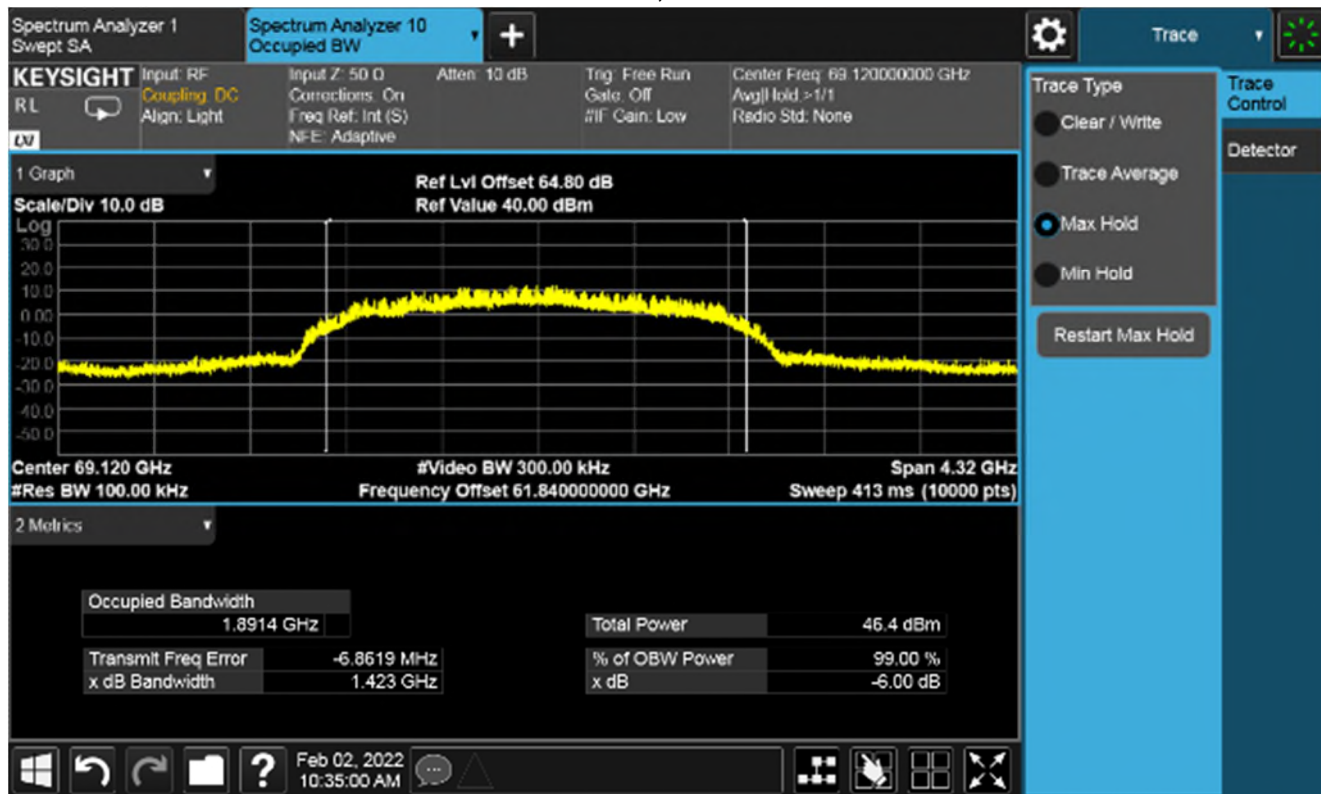 Spectrum Analyzer 1
Swept SA
Spectrum Analyzer 10
Occupied BW
+
Trace
KEYSIGHT
RL
Input: RF
Coupling: DC
Align: Light
Input Z: 50 Ω
Corrections: On
Freq Ref: Int (S)
NFE: Adaptive
Atten: 10 dB
Trig: Free Run
Gate: Off
#IF Gain: Low
Center Freq: 69.120000000 GHz
Avg|Hold:>1/1
Radio Std: None
Trace Type
Clear / Write
Trace Average
Max Hold
Min Hold
Restart Max Hold
Trace
Control
Detector
1 Graph
Scale/Div 10.0 dB
Ref Lvl Offset 64.80 dB
Ref Value 40.00 dBm
Log
30.0
20.0
10.0
0.00
-10.0
-20.0
-30.0
-40.0
-50.0
Center 69.120 GHz
#Video BW 300.00 kHz
Span 4.32 GHz
#Res BW 100.00 kHz
Frequency Offset 61.840000000 GHz
Sweep 413 ms (10000 pts)
2 Metrics
Occupied Bandwidth
1.8914 GHz
Total Power 46.4 dBm
Transmit Freq Error -6.8619 MHz
% of OBW Power 99.00 %
x dB Bandwidth 1.423 GHz
x dB -6.00 dB
?
Feb 02, 2022
10:35:00 AM